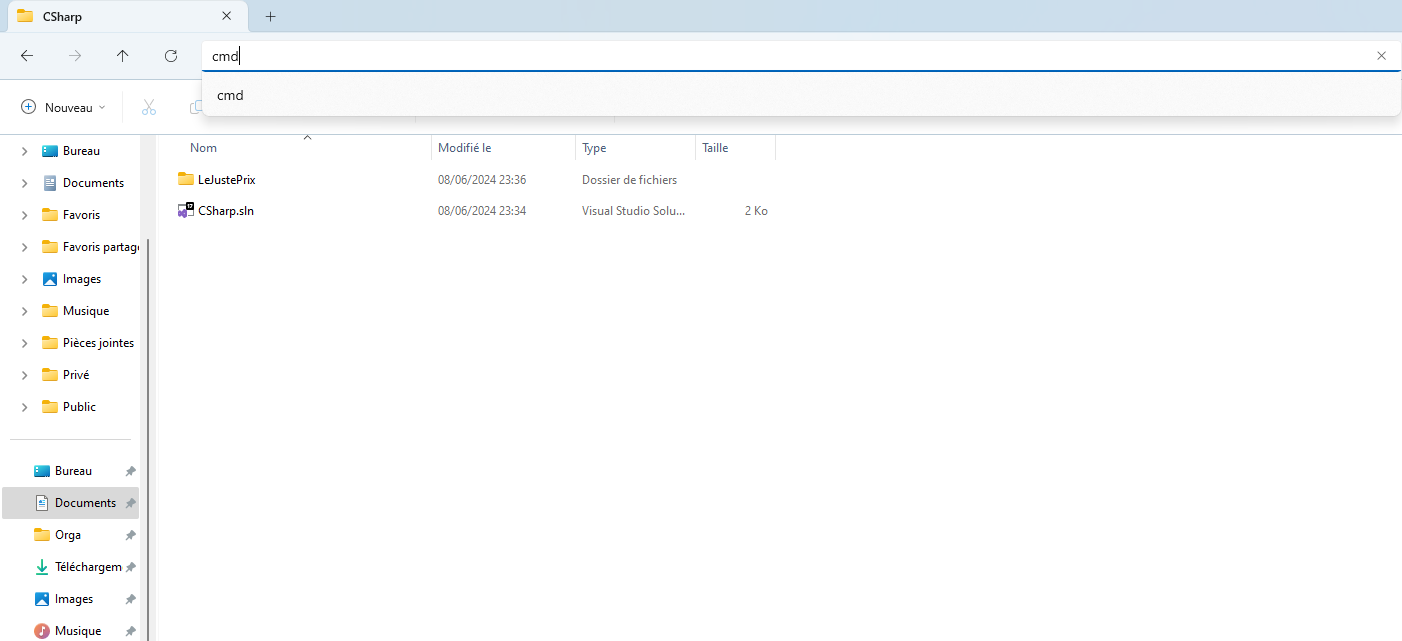 CSharp
cmd
cmd
Nouveau
Nom Modifié le Type Taille
LeJustePrix 08/06/2024 23:36 Dossier de fichiers
CSharp.sln 08/06/2024 23:34 Visual Studio Solu... 2 Ko
Bureau
Documents
Favoris
Favoris partag
Images
Musique
Pièces jointes
Privé
Public
Bureau
Documents
Orga
Téléchargem
Images
Musique